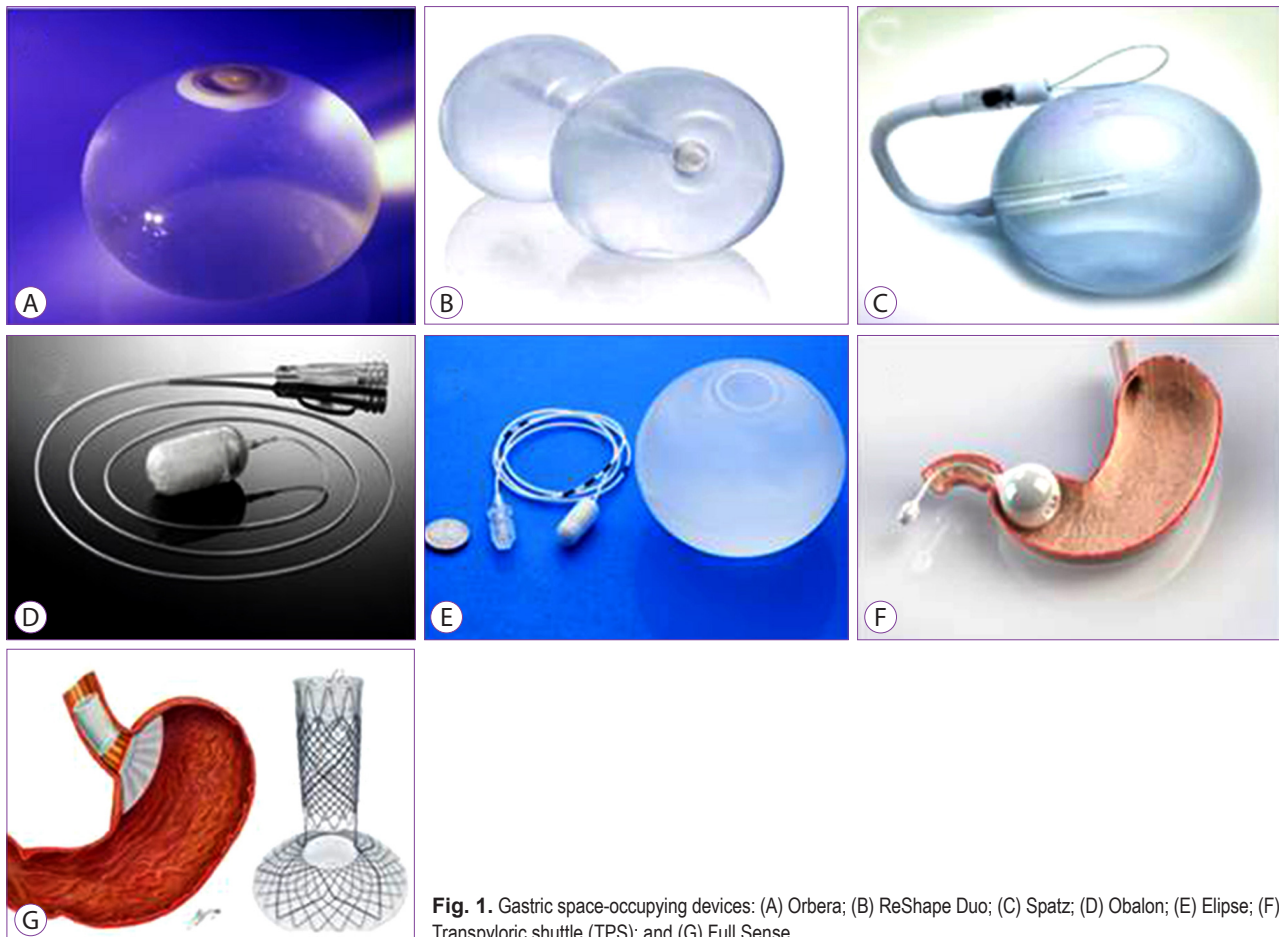 A
B
C
D
E
F
G
Fig. 1. Gastric space-occupying devices: (A) Orbera; (B) ReShape Duo; (C) Spatz; (D) Obalon; (E) Elipse; (F)
Transpyloric shuttle (TPS); and (G) Full Sense.